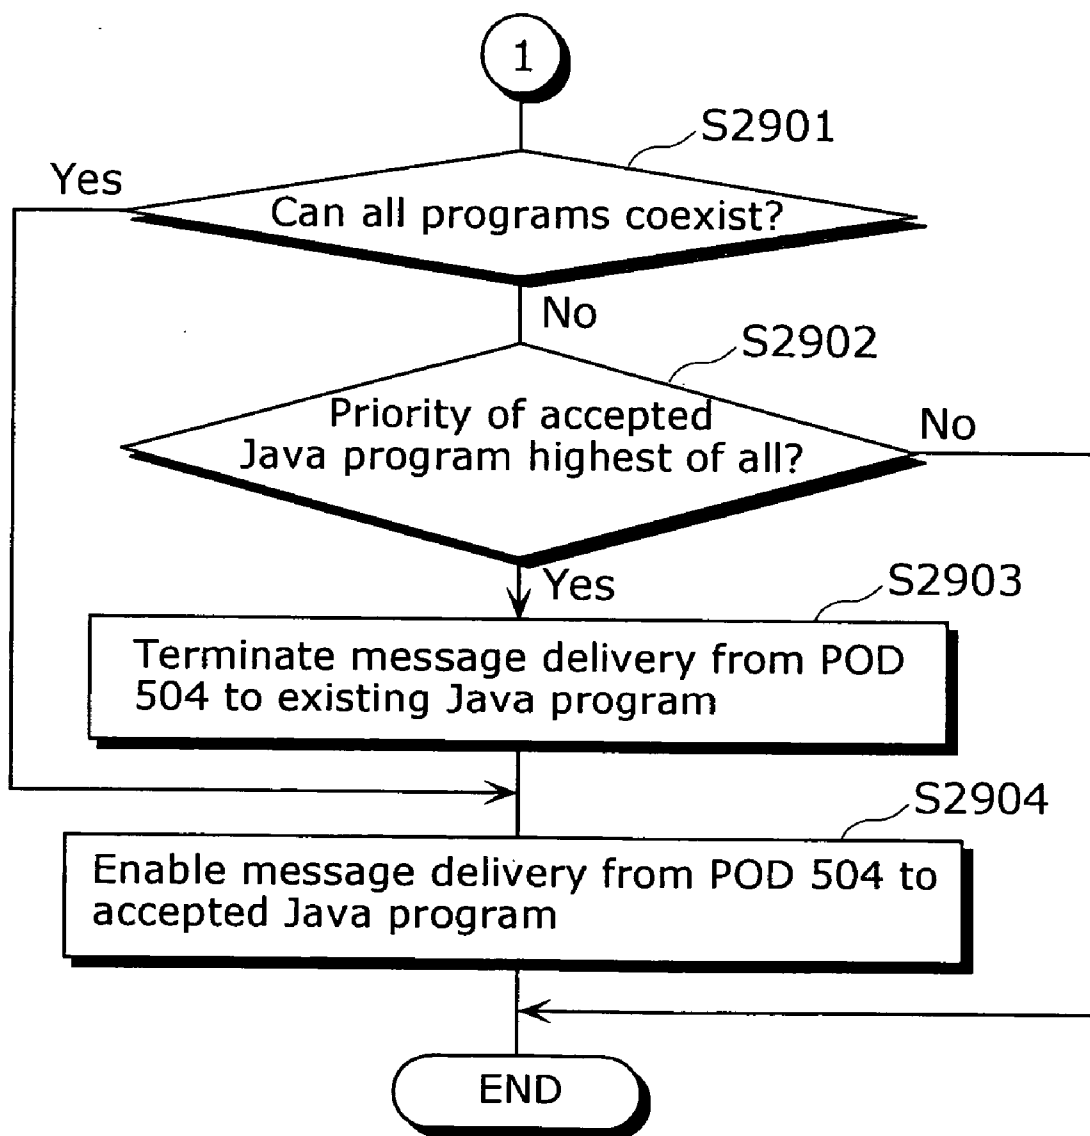 1
S2901
Yes
Can all programs coexist?
No
S2902
Priority of accepted
Java program highest of all?
No
Yes
S2903
Terminate message delivery from POD
504 to existing Java program
S2904
Enable message delivery from POD 504 to
accepted Java program
END